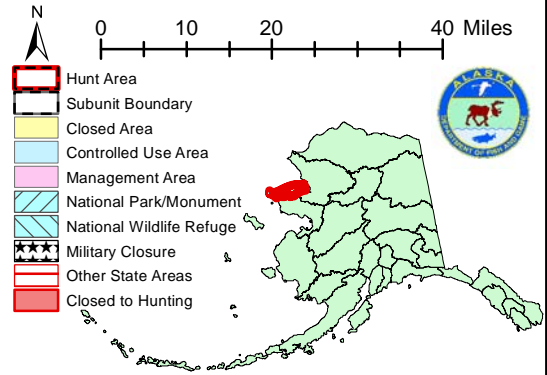 N
0 10 20 40 Miles
Hunt Area
Subunit Boundary
Closed Area
Controlled Use Area
Management Area
National Park/Monument
National Wildlife Refuge
Military Closure
Other State Areas
Closed to Hunting
ALASKA
DEPARTMENT OF FISH AND GAME